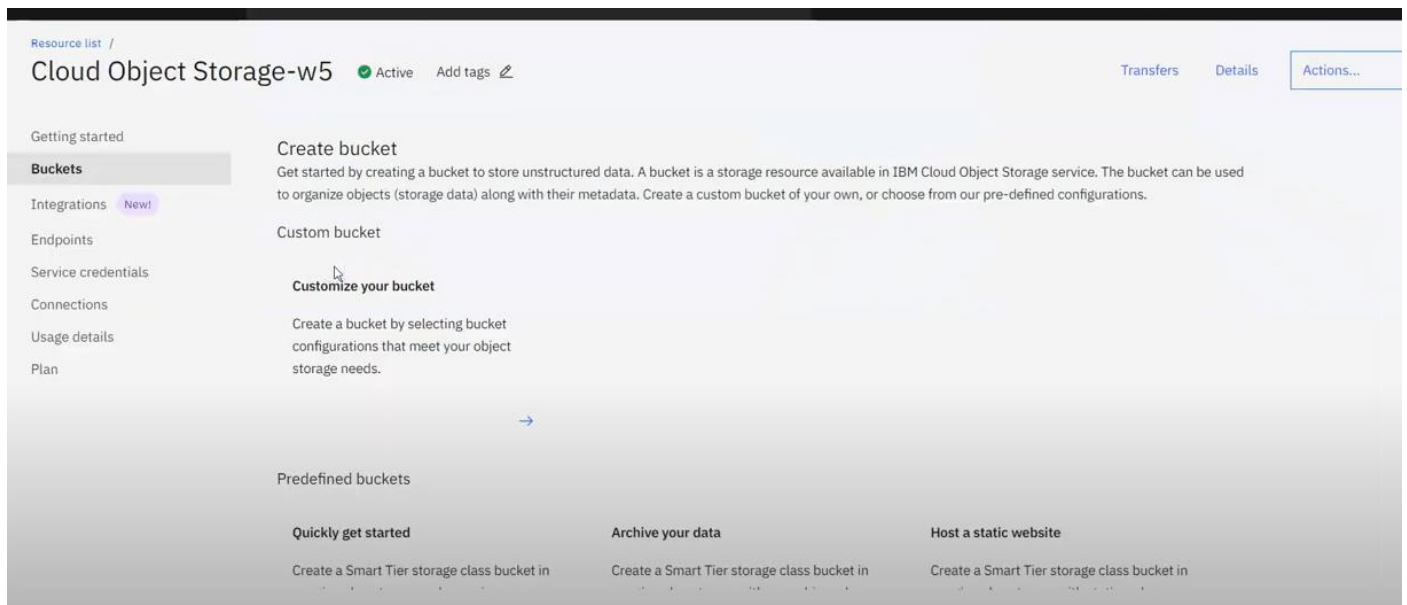 Resource list /
Cloud Object Storage-w5 Active Add tags
Transfers Details Actions...
Getting started
Buckets
Integrations New!
Endpoints
Service credentials
Connections
Usage details
Plan
Create bucket
Get started by creating a bucket to store unstructured data. A bucket is a storage resource available in IBM Cloud Object Storage service. The bucket can be used
to organize objects (storage data) along with their metadata. Create a custom bucket of your own, or choose from our pre-defined configurations.
Custom bucket
Customize your bucket
Create a bucket by selecting bucket
configurations that meet your object
storage needs.
Predefined buckets
Quickly get started
Create a Smart Tier storage class bucket in
Archive your data
Create a Smart Tier storage class bucket in
Host a static website
Create a Smart Tier storage class bucket in